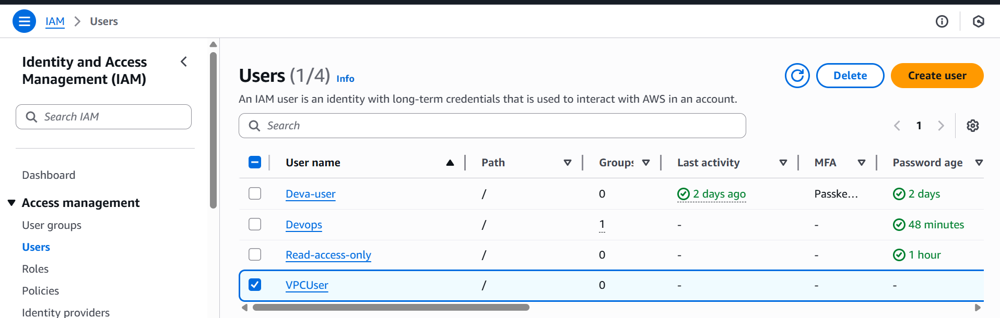 IAM > Users
Identity and Access
Management (IAM)
Search IAM
Dashboard
Access management
User groups
Users
Roles
Policies
Identity providers
Users (1/4) Info
Delete
Create user
An IAM user is an identity with long-term credentials that is used to interact with AWS in an account.
Search
1
User name Path Groups Last activity MFA Password age
Deva-user / 0 2 days ago Passke... 2 days
Devops / 1 - - 48 minutes
Read-access-only / 0 - - 1 hour
VPCUser / 0 - - -